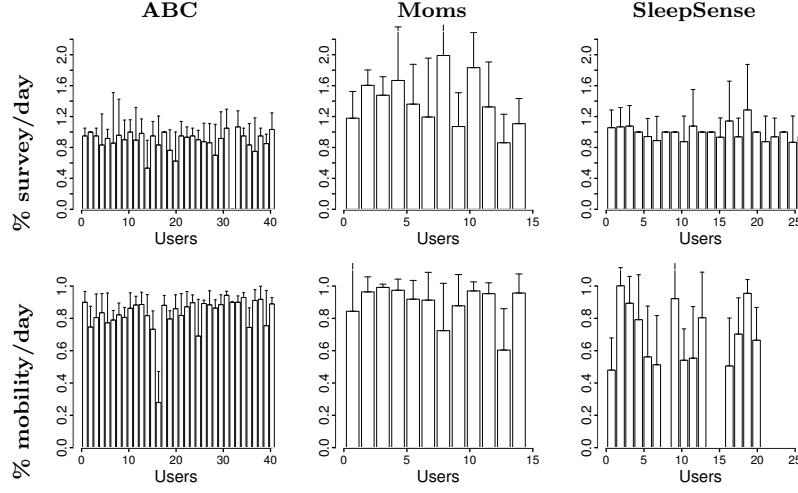 ABC Moms SleepSense
% survey/day
0.0 0.4 0.8 1.2 1.6 2.0
0 10 20 30 40
Users
0.0 0.4 0.8 1.2 1.6 2.0
0 5 10 15
Users
0.0 0.4 0.8 1.2 1.6 2.0
0 5 10 15 20 25
Users
% mobility/day
0.0 0.2 0.4 0.6 0.8 1.0
0 10 20 30 40
Users
0.0 0.2 0.4 0.6 0.8 1.0
0 5 10 15
Users
0.0 0.2 0.4 0.6 0.8 1.0
0 5 10 15 20 25
Users